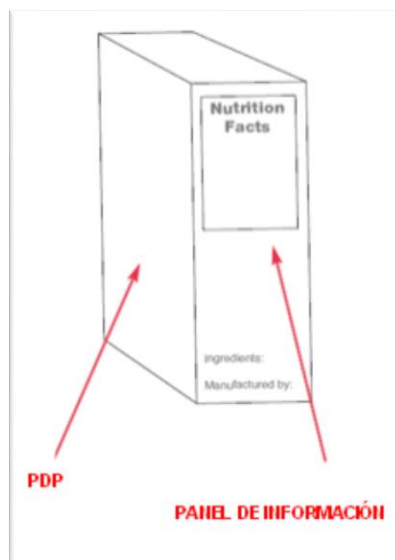 Nutrition
Facts
Ingredients:
Manufactured by:
PDP
PANEL DE INFORMACIÓN